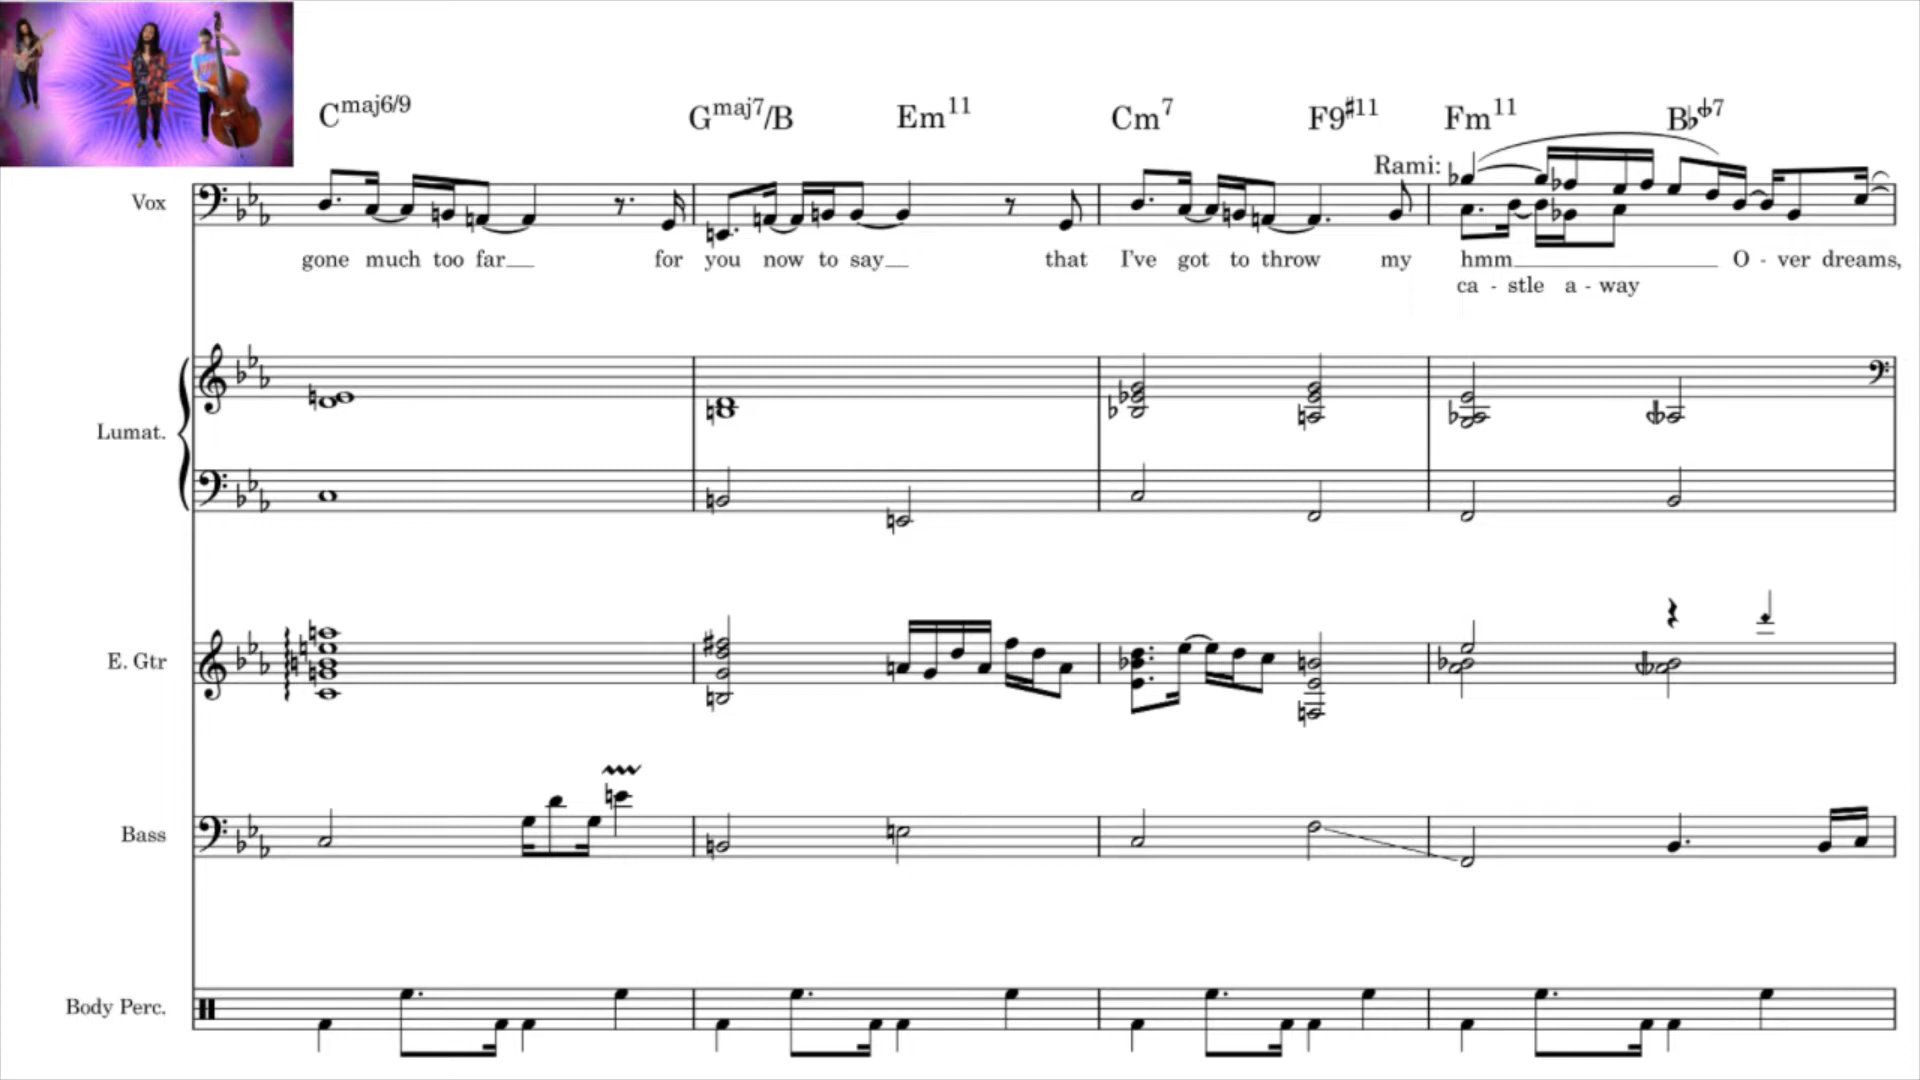 Cmaj6/9 Gmaj7/B Em11 Cm7 F9♯11 Fm11 B♭7
Rami:
Vox
gone much too far for you now to say that I've got to throw my hmm O - ver dreams,
ca - stle a - way
Lumat.
E. Gtr
Bass
Body Perc.